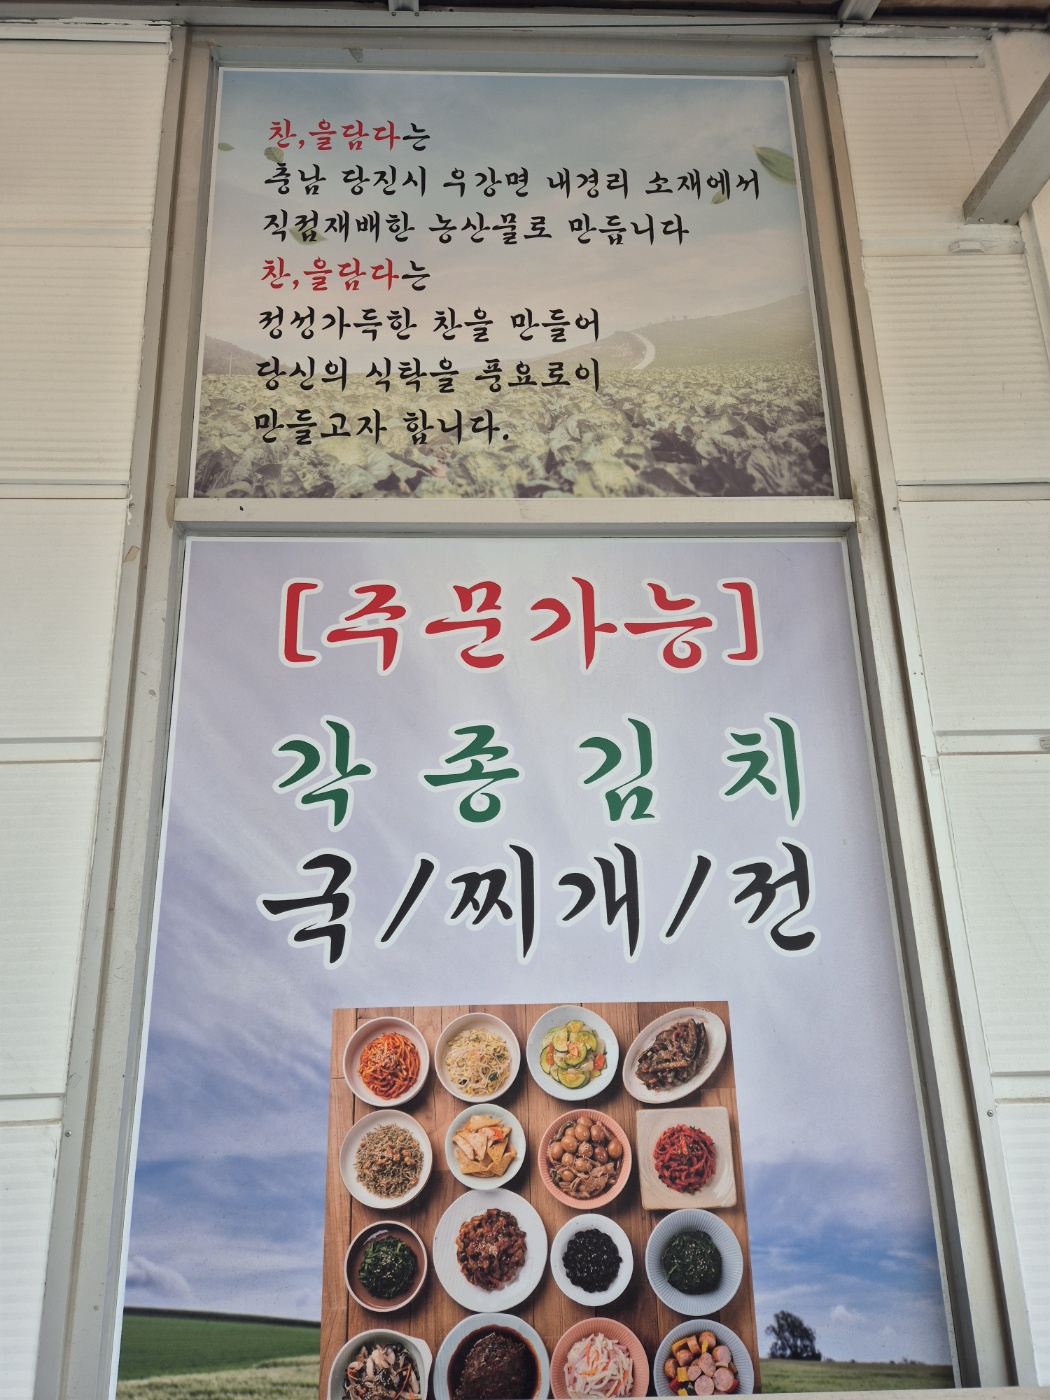 찬,을담다는
충남 당진시 우강면 내경리 소재에서
직접재배한 농산물로 만듭니다
찬,을담다는
정성가득한 찬을 만들어
당신의 식탁을 풍요로이
만들고자 합니다.
[주문가능]
각종김치
국/찌개/전